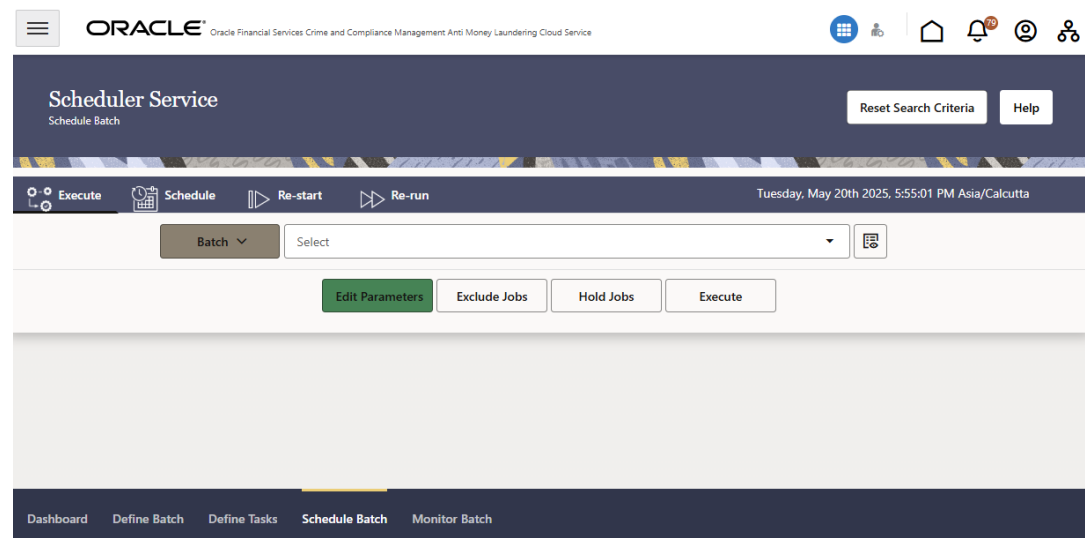 ORACLE® Oracle Financial Services Crime and Compliance Management Anti Money Laundering Cloud Service
79
Scheduler Service
Schedule Batch
Reset Search Criteria
Help
Execute
Schedule
Re-start
Re-run
Tuesday, May 20th 2025, 5:55:01 PM Asia/Calcutta
Batch
Select
Edit Parameters
Exclude Jobs
Hold Jobs
Execute
Dashboard
Define Batch
Define Tasks
Schedule Batch
Monitor Batch